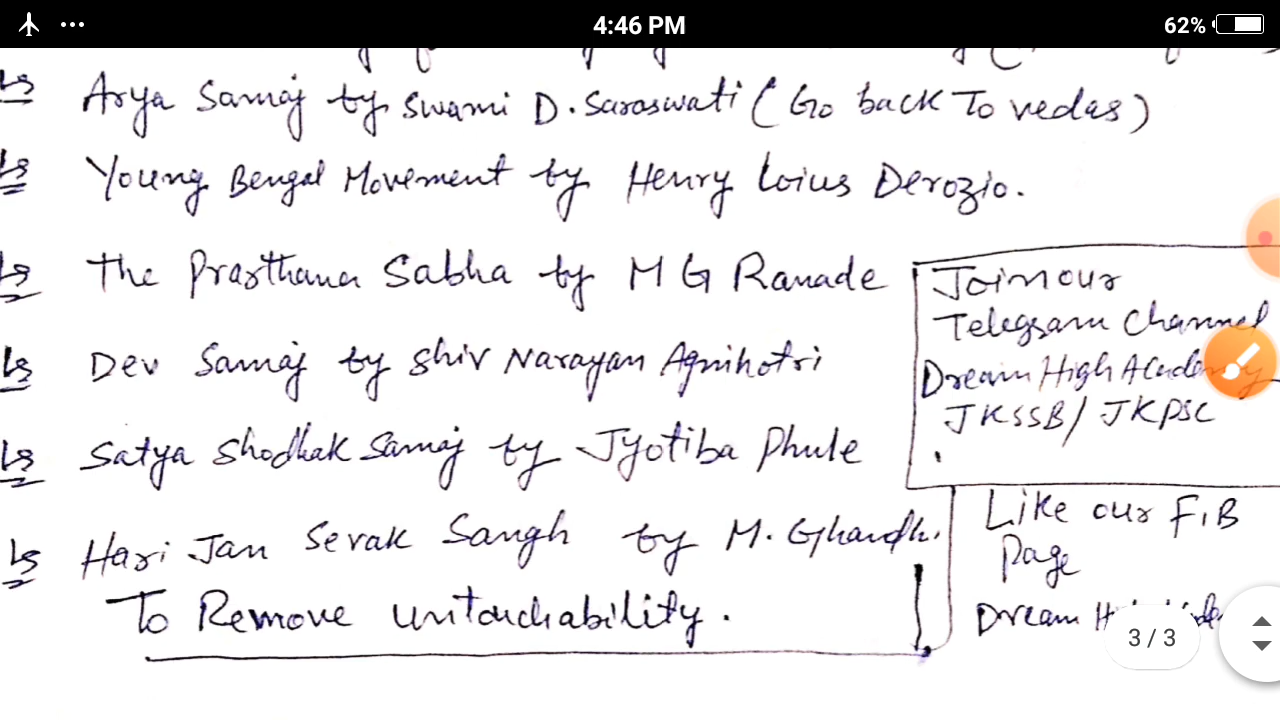 4:46 PM
62%
Arya Samaj by Swami D. Saraswati (Go back To vedas)
Young Bengal Movement by Henry Loius Derozio.
The Prarthana Sabha by M G Ranade
Dev Samaj by Shiv Narayan Agnihotri
Satya Shodhak Samaj by Jyotiba Phule
Hari Jan Sevak Sangh by M. Ghandhi
To Remove untouchability.
Join our
Telegram Channel
Dream High Academy
JKSSB/ JKPSC
Like our F,B
Page
Dream
3 / 3